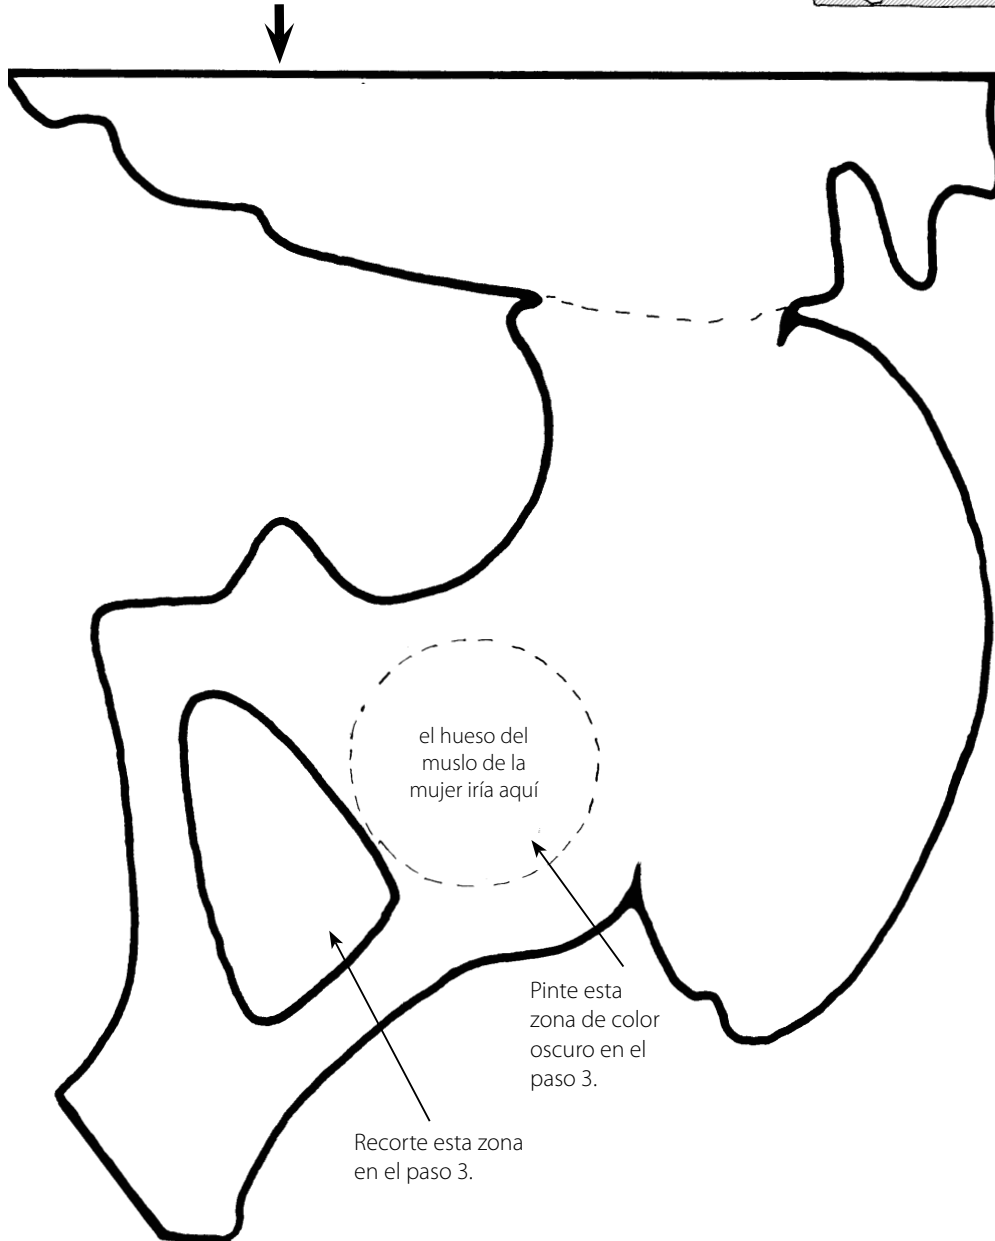 el hueso del
muslo de la
mujer iría aquí
Pinte esta
zona de color
oscuro en el
paso 3.
Recorte esta zona
en el paso 3.